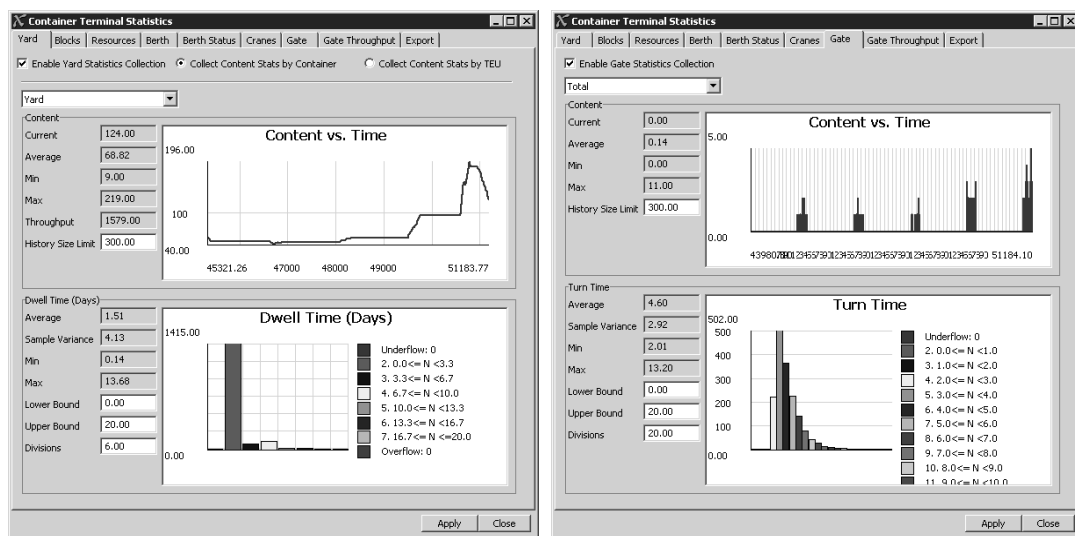 Container Terminal Statistics
Yard Blocks Resources Berth Berth Status Cranes Gate Gate Throughput Export
Enable Yard Statistics Collection Collect Content Stats by Container Collect Content Stats by TEU
Yard
Content
Current 124.00
Average 68.82
Min 9.00
Max 219.00
Throughput 1579.00
History Size Limit 300.00
Content vs. Time
196.00
100
40.00
45321.26 47000 48000 49000 51183.77
Dwell Time (Days)
Average 1.51
Sample Variance 4.13
Min 0.14
Max 13.68
Lower Bound 0.00
Upper Bound 20.00
Divisions 6.00
Dwell Time (Days)
1415.00
0.00
Underflow: 0
2. 0.0<= N <3.3
3. 3.3<= N <6.7
4. 6.7<= N <10.0
5. 10.0<= N <13.3
6. 13.3<= N <16.7
7. 16.7<= N <=20.0
Overflow: 0
Apply Close
Container Terminal Statistics
Yard Blocks Resources Berth Berth Status Cranes Gate Gate Throughput Export
Enable Gate Statistics Collection
Total
Content
Current 0.00
Average 0.14
Min 0.00
Max 11.00
History Size Limit 300.00
Content vs. Time
5.00
0.00
51184.10
Turn Time
Average 4.60
Sample Variance 2.92
Min 2.01
Max 13.20
Lower Bound 0.00
Upper Bound 20.00
Divisions 20.00
Turn Time
502.00
500
400
300
200
100
0.00
Underflow: 0
2. 0.0<= N <1.0
3. 1.0<= N <2.0
4. 2.0<= N <3.0
5. 3.0<= N <4.0
6. 4.0<= N <5.0
7. 5.0<= N <6.0
8. 6.0<= N <7.0
9. 7.0<= N <8.0
10. 8.0<= N <9.0
11. 9.0<= N <10.0
Apply Close